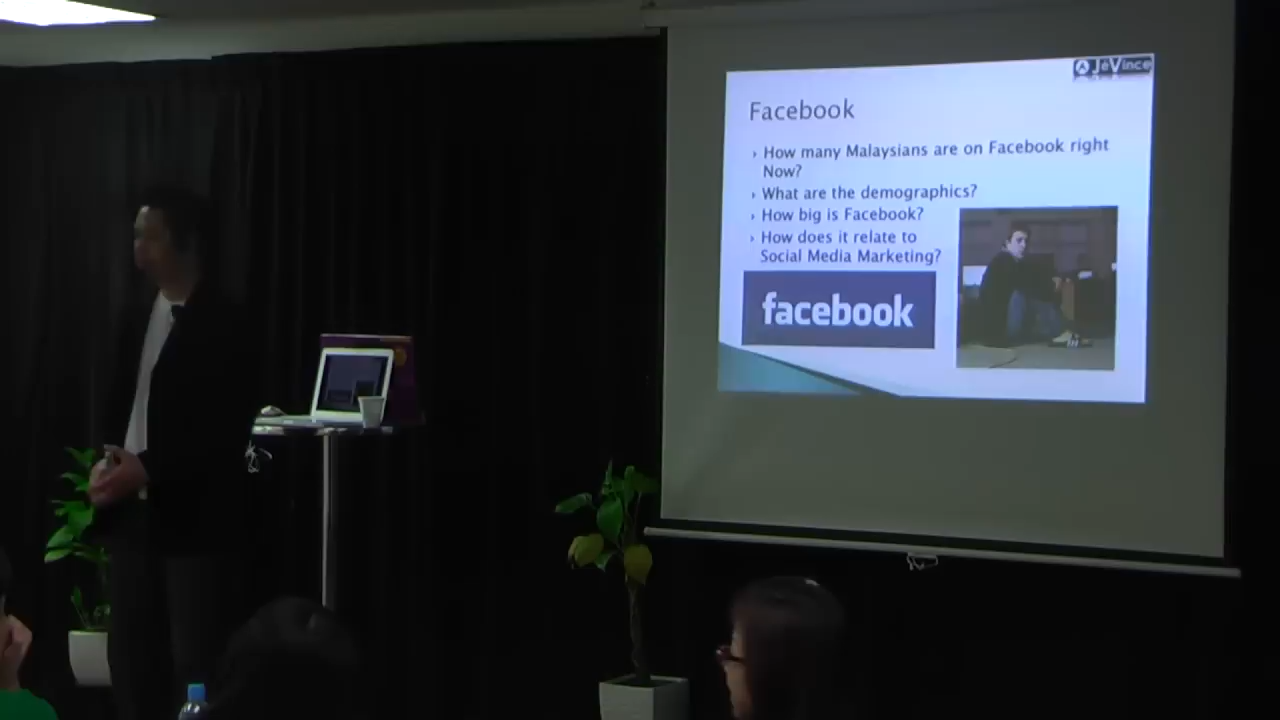 JeVince
Facebook
How many Malaysians are on Facebook right
Now?
What are the demographics?
How big is Facebook?
How does it relate to
Social Media Marketing?
facebook